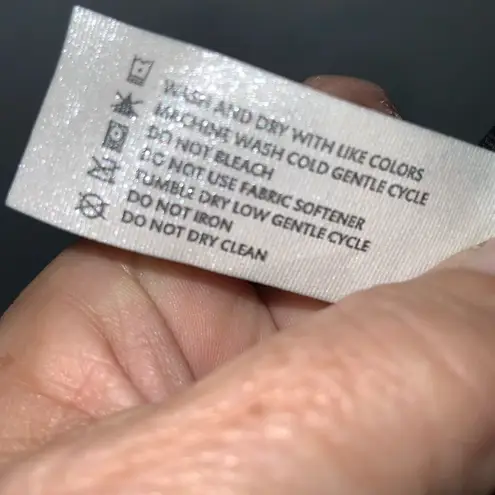 WASH AND DRY WITH LIKE COLORS
MACHINE WASH COLD GENTLE CYCLE
DO NOT BLEACH
DO NOT USE FABRIC SOFTENER
TUMBLE DRY LOW GENTLE CYCLE
DO NOT IRON
DO NOT DRY CLEAN